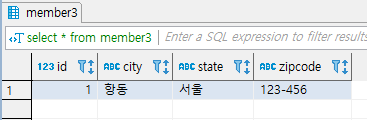 member3
select * from member3 Enter a SQL expression to filter results
123 id ABC city ABC state ABC zipcode
1 1 항동 서울 123-456